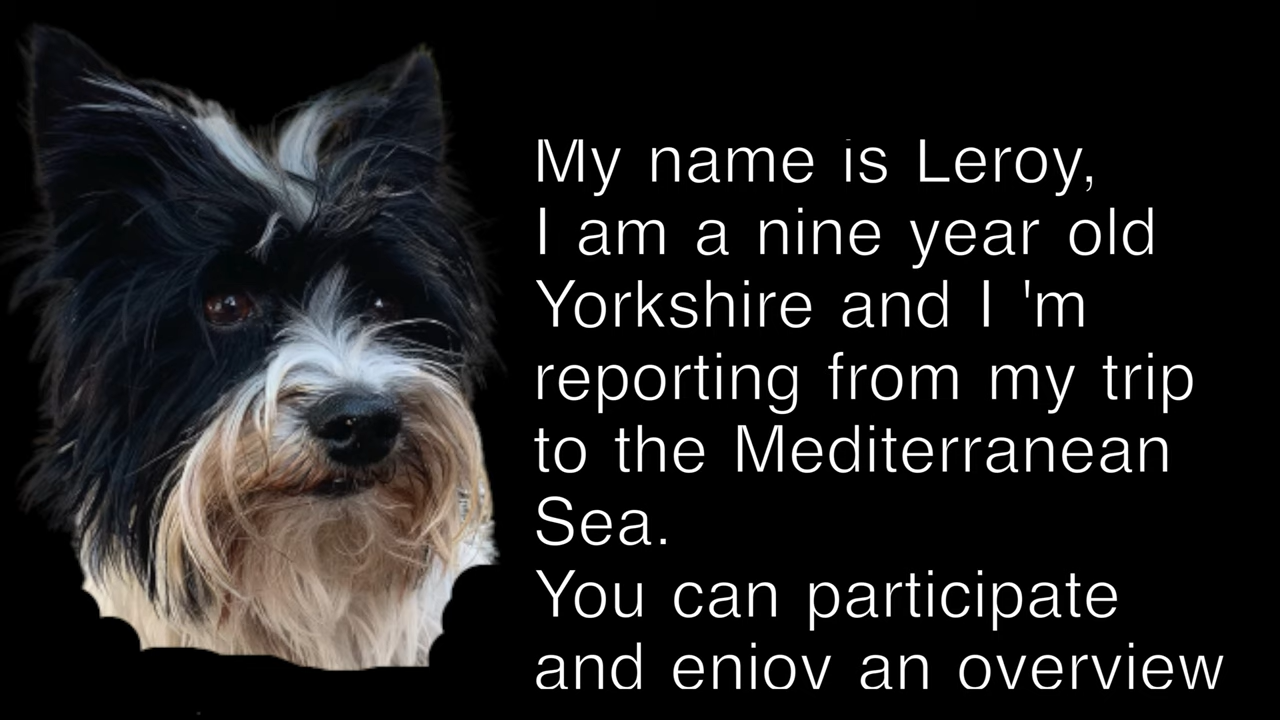 My name is Leroy,
I am a nine year old
Yorkshire and I 'm
reporting from my trip
to the Mediterranean
Sea.
You can participate
and enjoy an overview